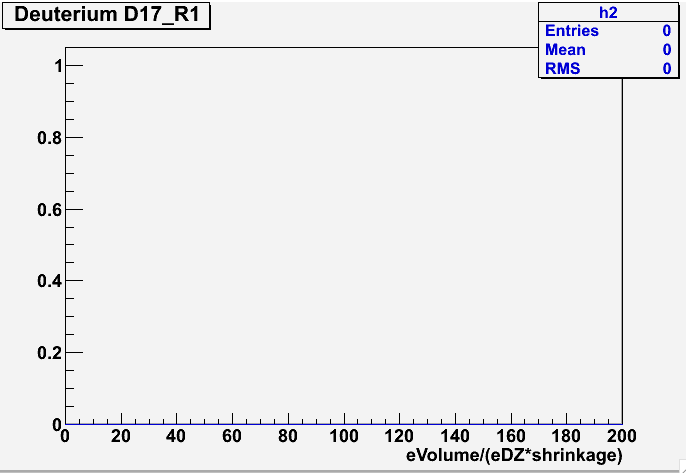 Deuterium D17_R1
h2
Entries 0
Mean 0
RMS 0
1
0.8
0.6
0.4
0.2
0
0 20 40 60 80 100 120 140 160 180 200
eVolume/(eDZ*shrinkage)